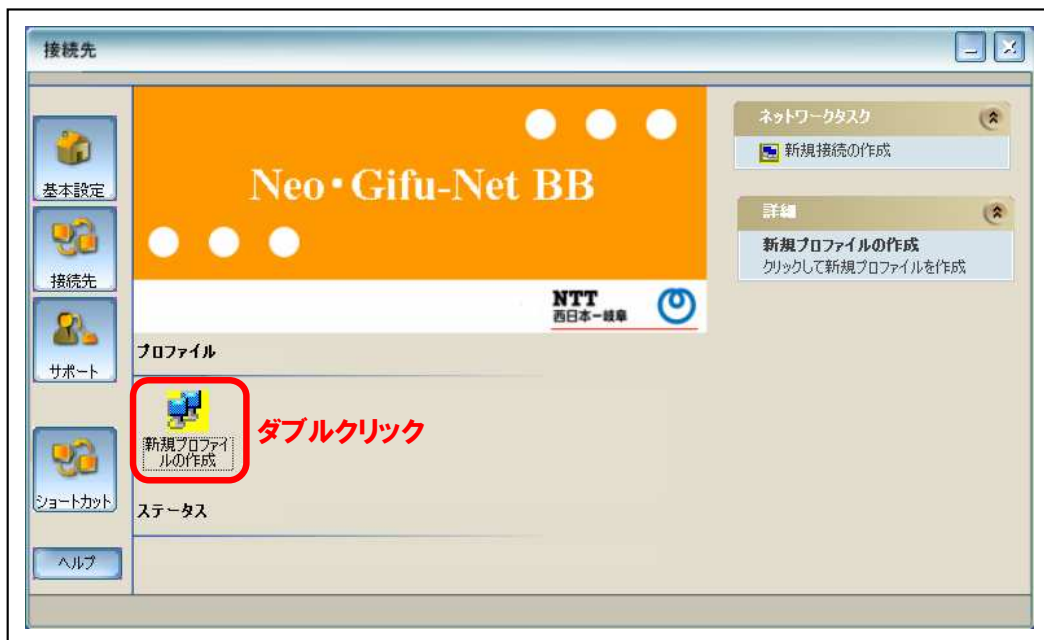 接続先
基本設定
接続先
サポート
ショートカット
ヘルプ
Neo・Gifu-Net BB
NTT
西日本－岐阜
プロファイル
新規プロファイ
ルの作成
ダブルクリック
ステータス
ネットワークタスク
新規接続の作成
詳細
新規プロファイルの作成
クリックして新規プロファイルを作成